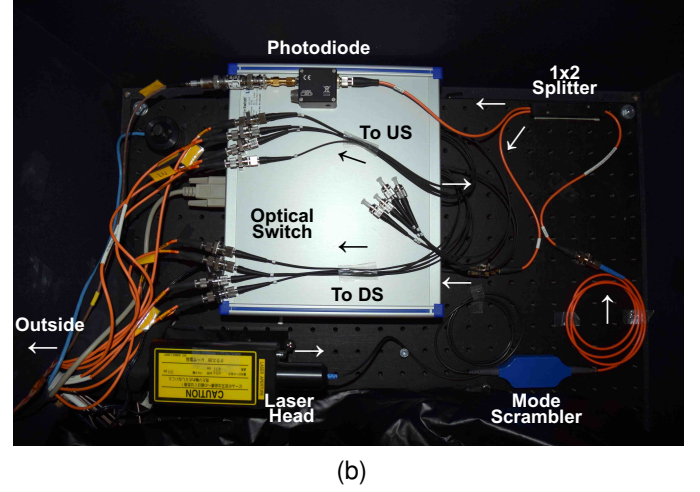 Photodiode
1x2
Splitter
To US
Optical
Switch
To DS
Outside
CAUTION
Laser
Head
Mode
Scrambler
(b)